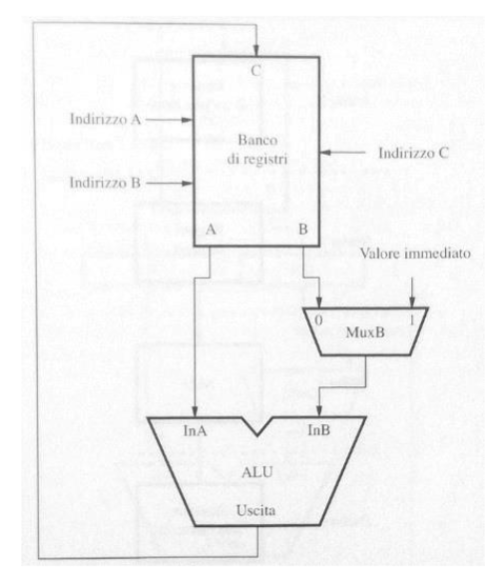 C
Indirizzo A
Banco
di registri
Indirizzo C
Indirizzo B
A
B
Valore immediato
0
1
MuxB
InA
InB
ALU
Uscita